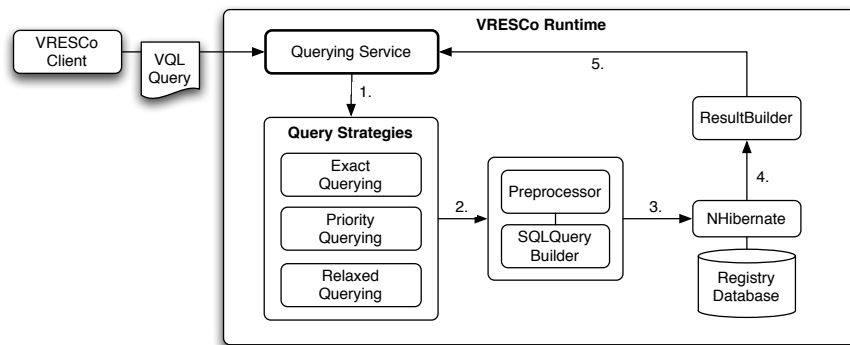 VRESCo Runtime
VRESCo
Client
VQL
Query
Querying Service
5.
1.
Query Strategies
Exact
Querying
Priority
Querying
Relaxed
Querying
2.
Preprocessor
SQLQuery
Builder
3.
ResultBuilder
4.
NHibernate
Registry
Database